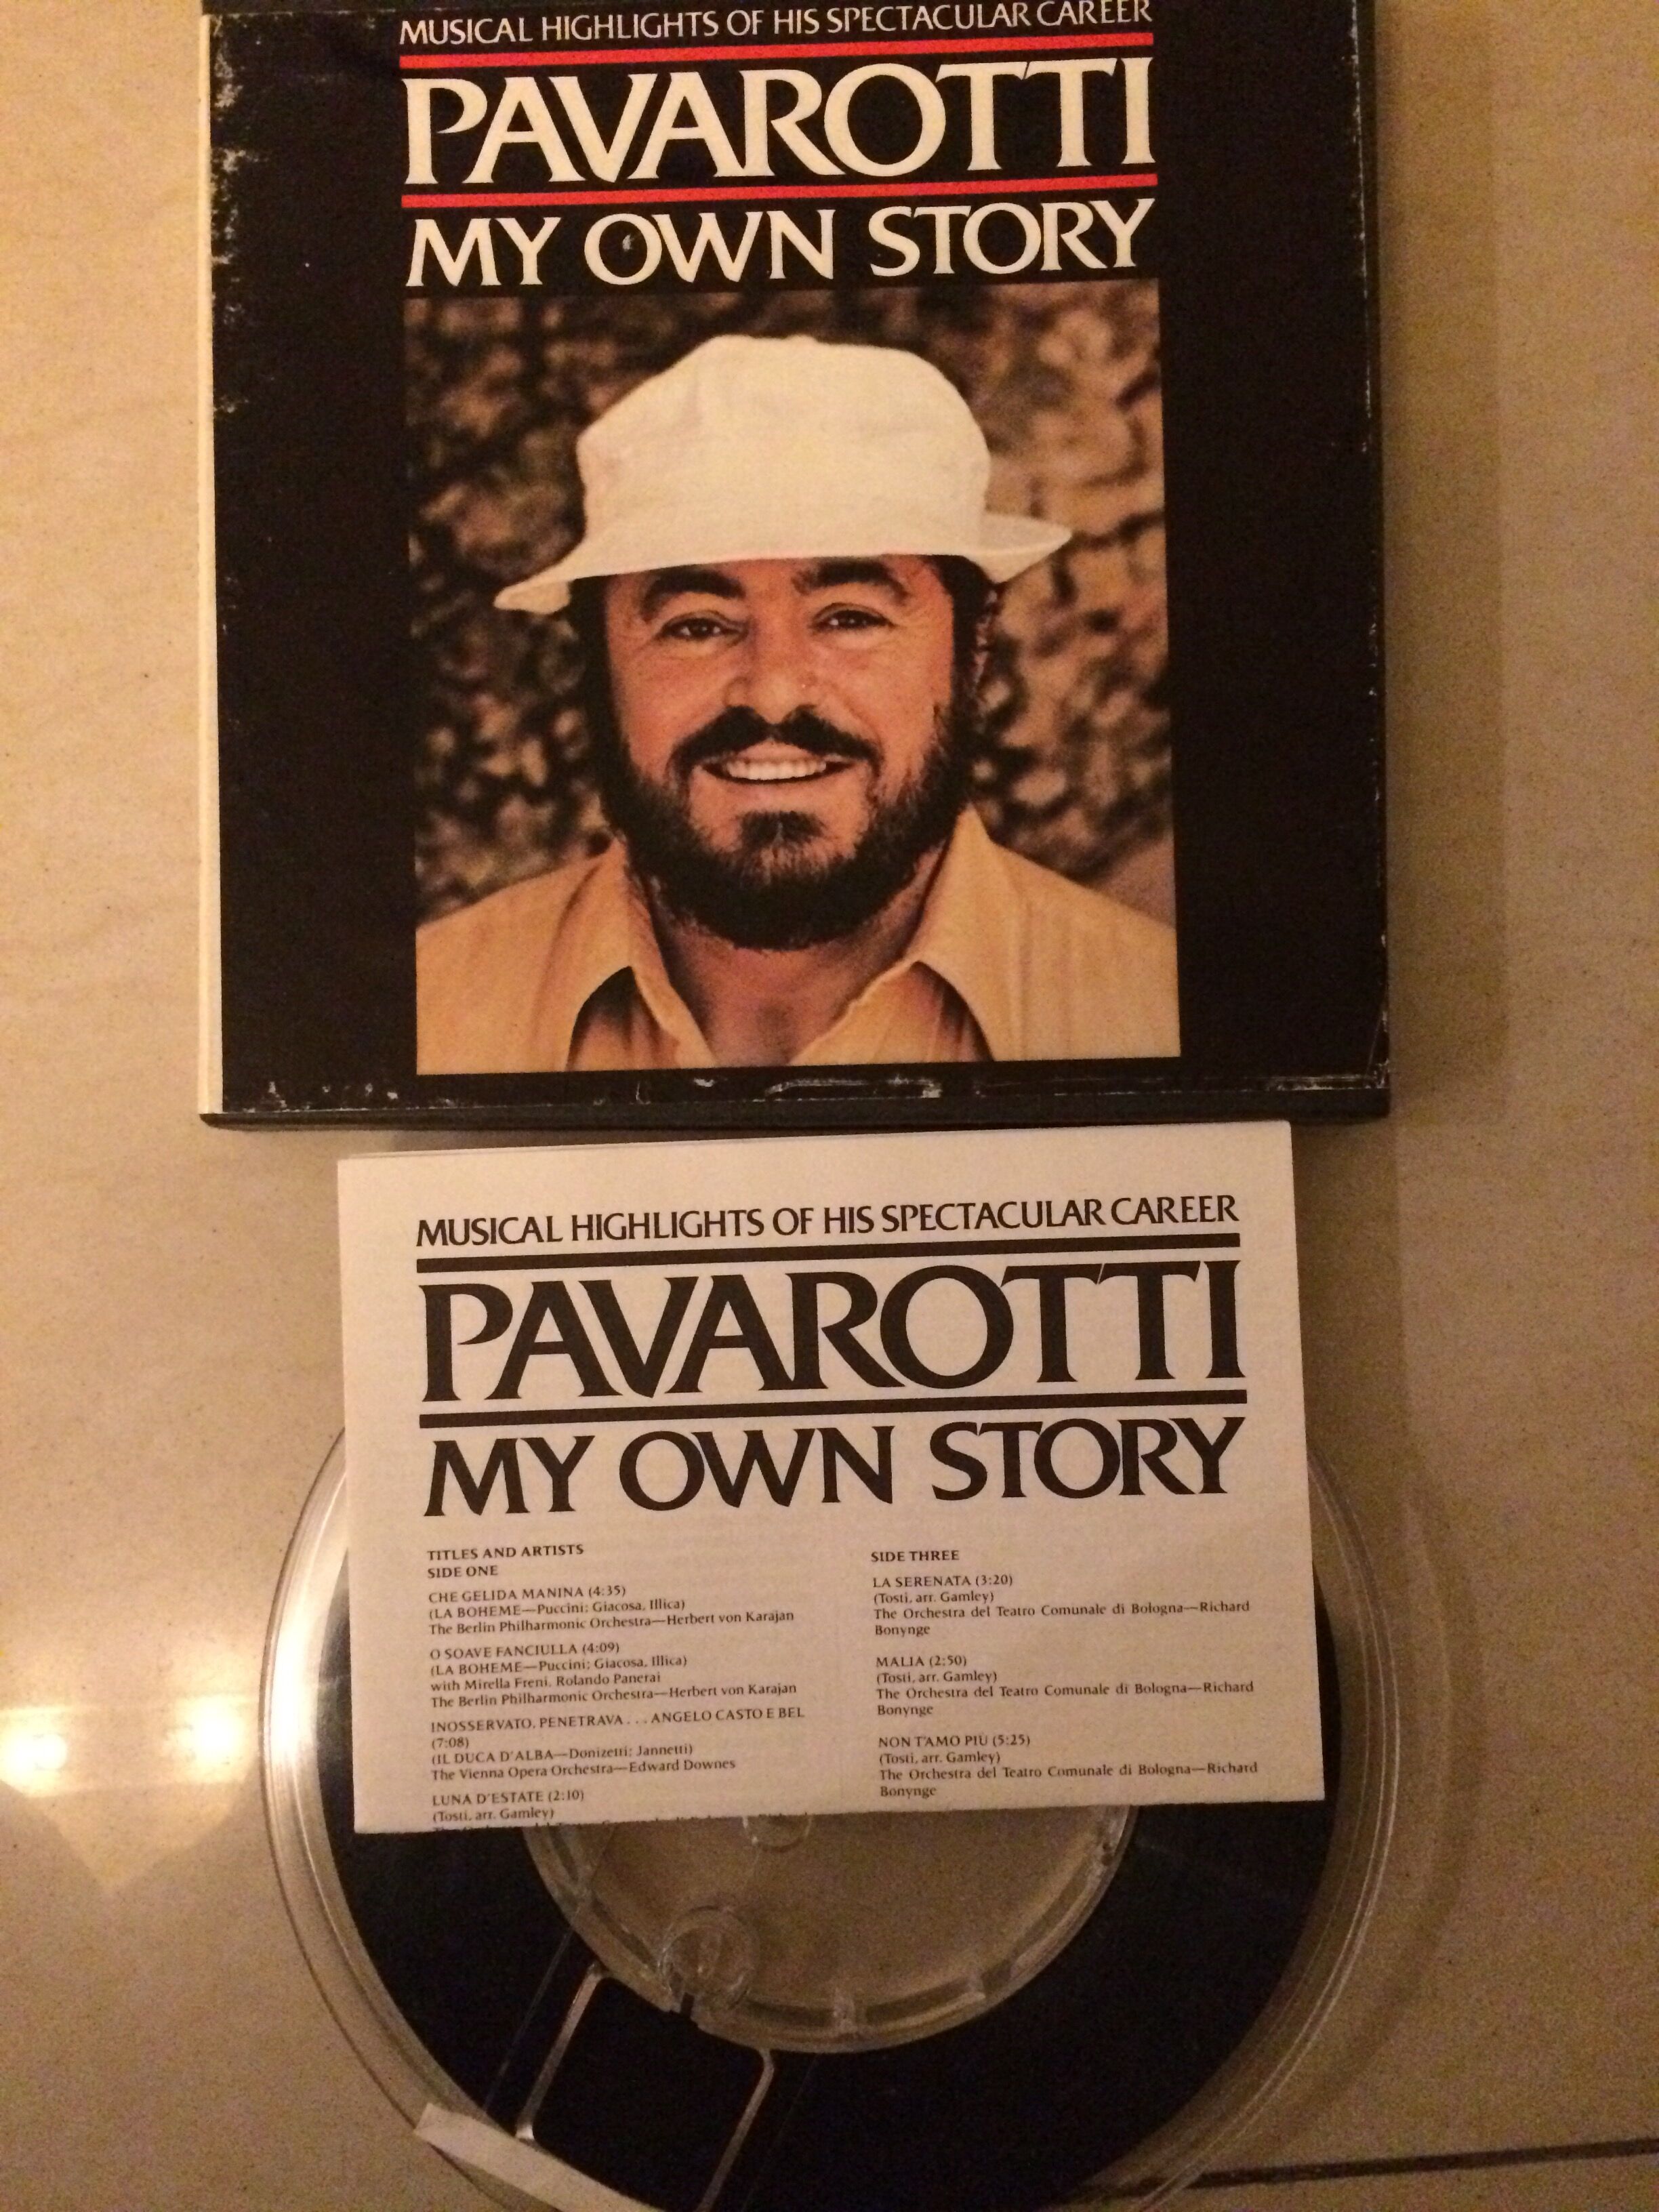 MUSICAL HIGHLIGHTS OF HIS SPECTACULAR CAREER
PAVAROTTI
MY OWN STORY
MUSICAL HIGHLIGHTS OF HIS SPECTACULAR CAREER
PAVAROTTI
MY OWN STORY
TITLES AND ARTISTS
SIDE ONE
CHE GELIDA MANINA (4:35)
(LA BOHEME—Puccini; Giacosa, Illica)
The Berlin Philharmonic Orchestra—Herbert von Karajan
O SOAVE FANCIULLA (4:09)
(LA BOHEME—Puccini; Giacosa, Illica)
with Mirella Freni, Rolando Panerai
The Berlin Philharmonic Orchestra—Herbert von Karajan
INOSSERVATO, PENETRAVA . . . ANGELO CASTO E BEL
(7:08)
(IL DUCA D'ALBA—Donizetti; Jannetti)
The Vienna Opera Orchestra—Edward Downes
LUNA D'ESTATE (2:10)
(Tosti, arr. Gamley)
SIDE THREE
LA SERENATA (3:20)
(Tosti, arr. Gamley)
The Orchestra del Teatro Comunale di Bologna—Richard
Bonynge
MALIA (2:50)
(Tosti, arr. Gamley)
The Orchestra del Teatro Comunale di Bologna—Richard
Bonynge
NON T'AMO PIÙ (5:25)
(Tosti, arr. Gamley)
The Orchestra del Teatro Comunale di Bologna—Richard
Bonynge